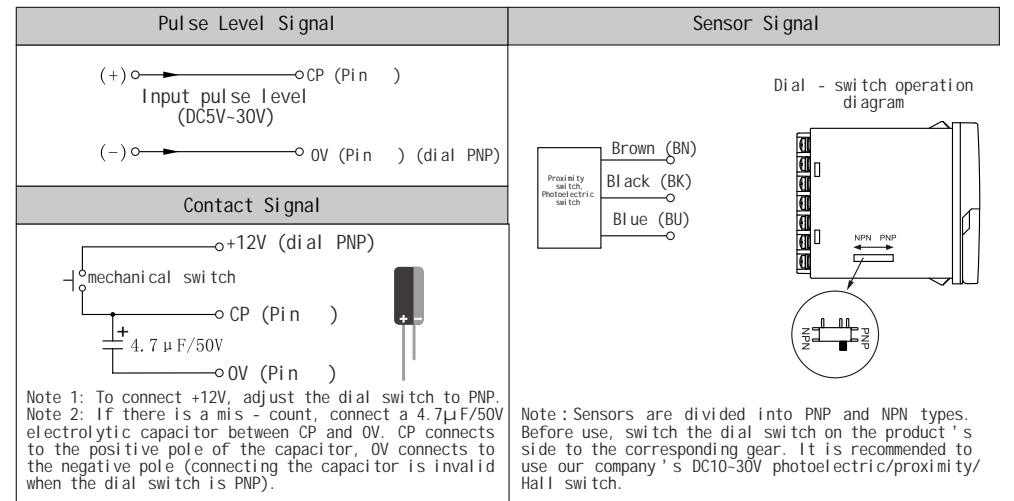 Pulse Level Signal
(+) CP (Pin )
Input pulse level
(DC5V~30V)
(-) 0V (Pin ) (dial PNP)
Contact Signal
+12V (dial PNP)
mechanical switch
CP (Pin )
+
4.7μF/50V
0V (Pin )
+ −
Note 1: To connect +12V, adjust the dial switch to PNP.
Note 2: If there is a mis - count, connect a 4.7μF/50V
electrolytic capacitor between CP and 0V. CP connects
to the positive pole of the capacitor, 0V connects to
the negative pole (connecting the capacitor is invalid
when the dial switch is PNP).
Sensor Signal
Dial - switch operation
diagram
Brown (BN)
Proximity
switch,
Photoelectric
switch
Black (BK)
Blue (BU)
NPN PNP
NPN
PNP
Note：Sensors are divided into PNP and NPN types.
Before use, switch the dial switch on the product's
side to the corresponding gear. It is recommended to
use our company's DC10~30V photoelectric/proximity/
Hall switch.